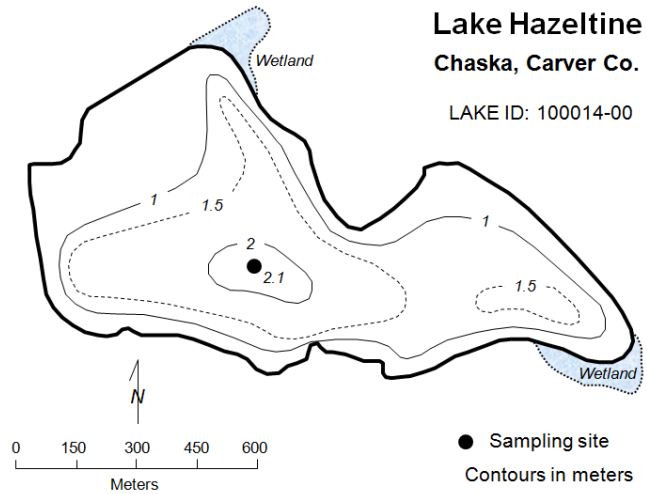 Lake Hazeltine
Chaska, Carver Co.
LAKE ID: 100014-00
Wetland
1
1.5
1
2
2.1
1.5
Wetland
N
0 150 300 450 600
Meters
Sampling site
Contours in meters